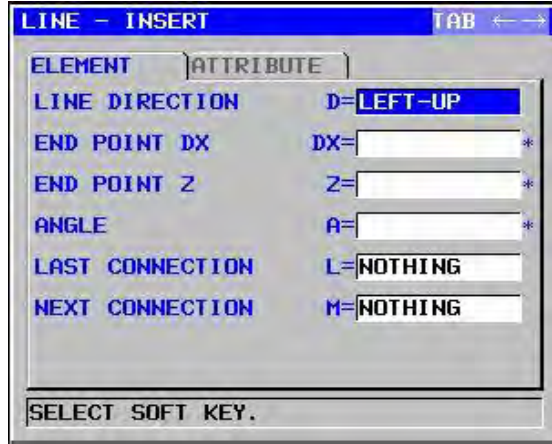 LINE - INSERT TAB ←→
ELEMENT ATTRIBUTE
LINE DIRECTION D=LEFT-UP
END POINT DX DX= *
END POINT Z Z= *
ANGLE A= *
LAST CONNECTION L=NOTHING
NEXT CONNECTION M=NOTHING
SELECT SOFT KEY.